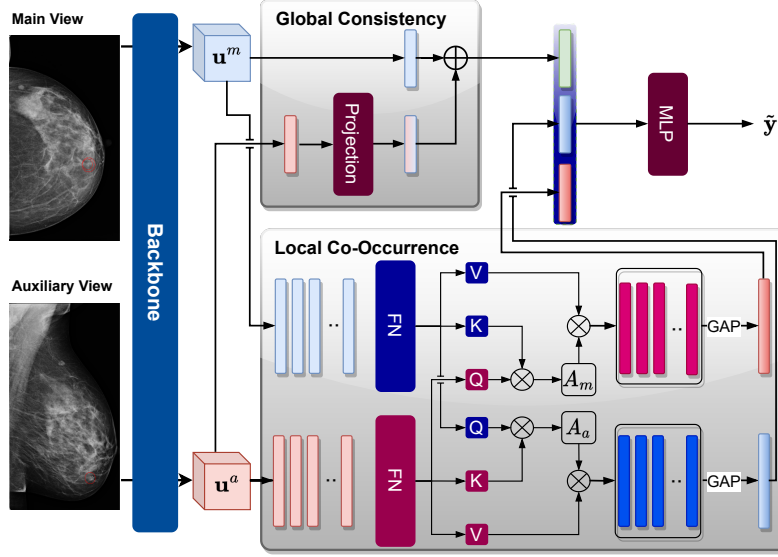 Main View
Global Consistency
u^m
Projection
MLP
ỹ
Backbone
Auxiliary View
u^a
Local Co-Occurrence
FN
V
K
Q
A_m
GAP
FN
Q
K
V
A_a
GAP